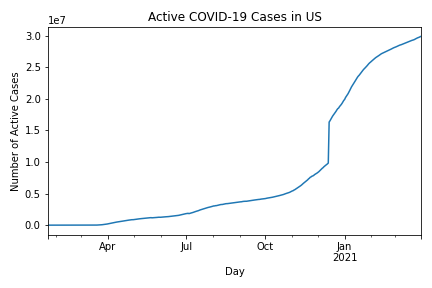 Active COVID-19 Cases in US
1e7
Number of Active Cases
3.0
2.5
2.0
1.5
1.0
0.5
0.0
Apr
Jul
Oct
Jan
2021
Day